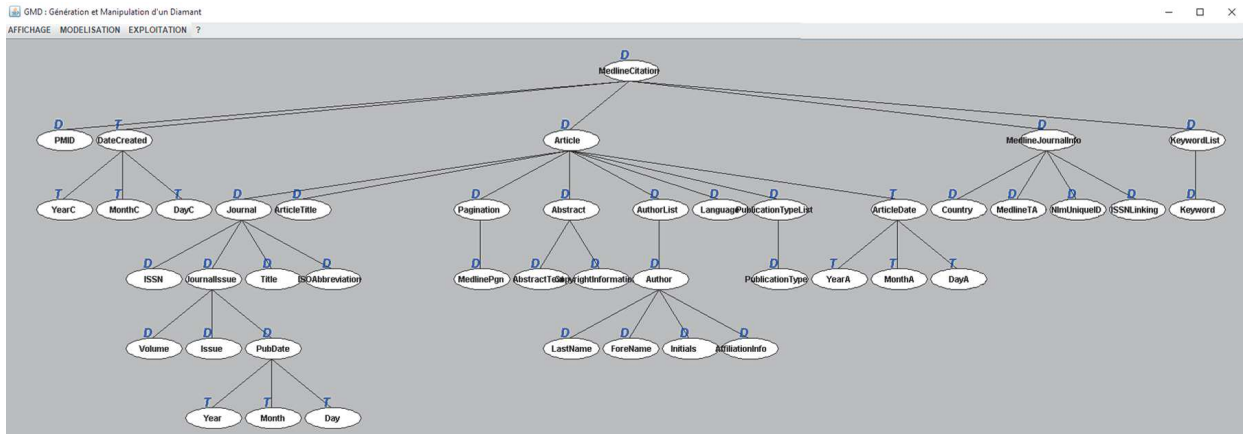 GMD : Génération et Manipulation d'un Diamant
AFFICHAGE MODELISATION EXPLOITATION ?
D
MedlineCitation
D T D D D
PMID DateCreated Article MedlineJournalInfo KeywordList
T T T D D D D D D D T D D D D D
YearC MonthC DayC Journal ArticleTitle Pagination Abstract AuthorList Language PublicationTypeList ArticleDate Country MedlineTA NlmUniqueID ISSNLinking Keyword
D D D D D D D D D T T T
ISSN JournalIssue Title ISOAbbreviation MedlinePgn AbstractText CopyrightInformation Author PublicationType YearA MonthA DayA
D D D D D D D
Volume Issue PubDate LastName ForeName Initials AffiliationInfo
T T T
Year Month Day